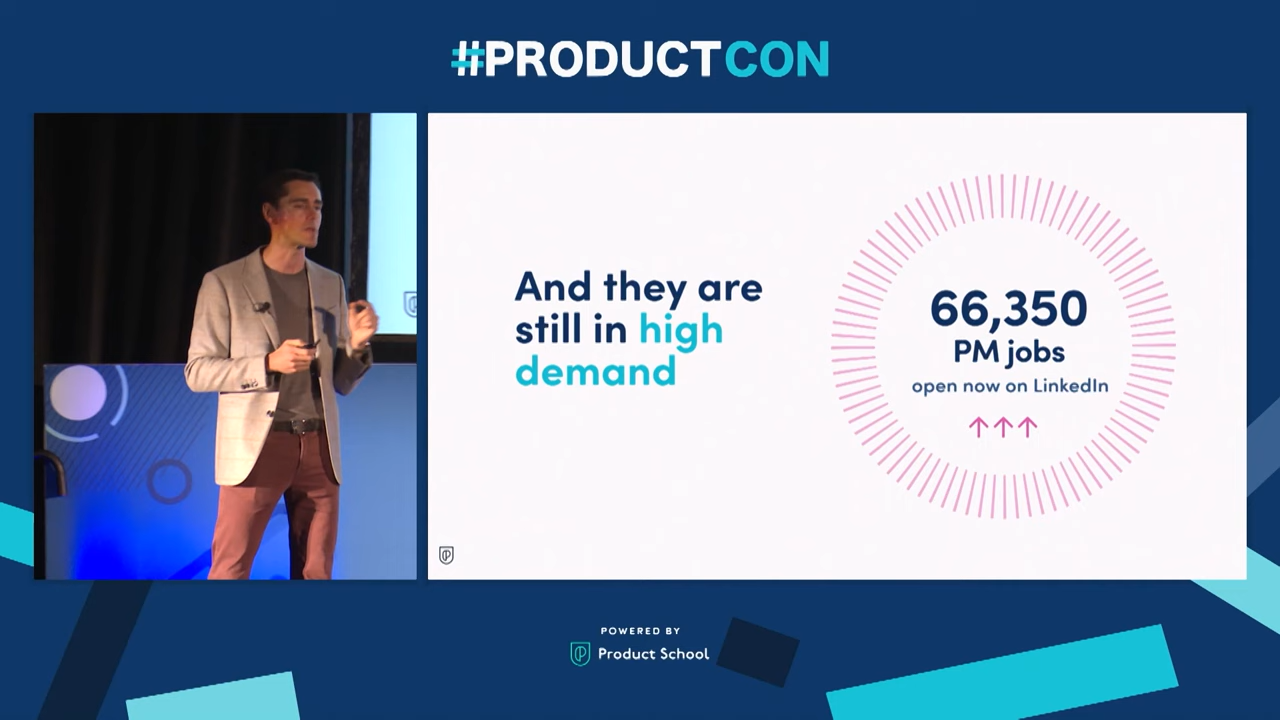 #PRODUCTCON
And they are
still in high
demand
66,350
PM jobs
open now on LinkedIn
↑↑↑
POWERED BY
Product School